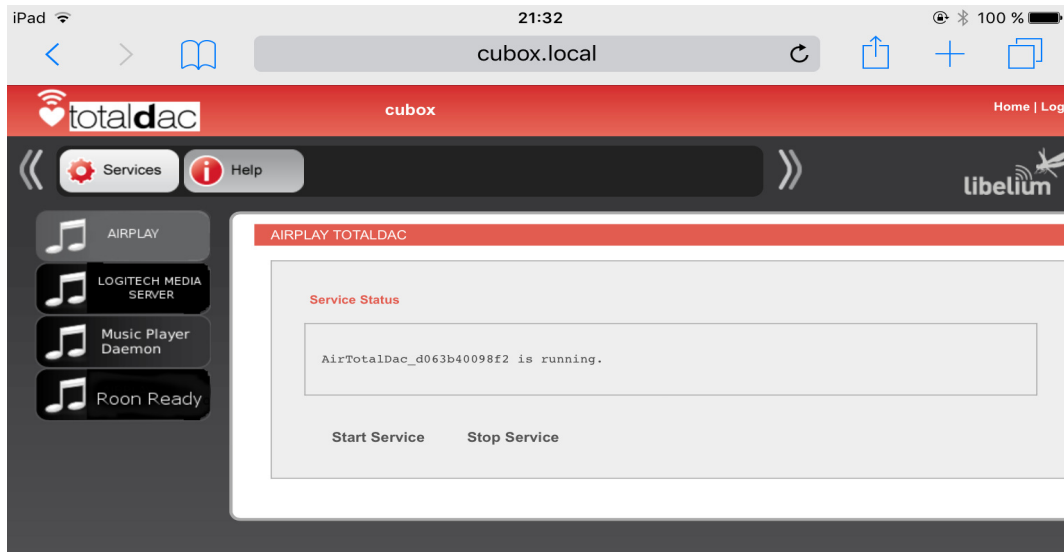 iPad 21:32 100 %
cubox.local
totaldac cubox Home | Log
Services Help libelium
AIRPLAY
LOGITECH MEDIA
SERVER
Music Player
Daemon
Roon Ready
AIRPLAY TOTALDAC
Service Status
AirTotalDac_d063b40098f2 is running.
Start Service Stop Service